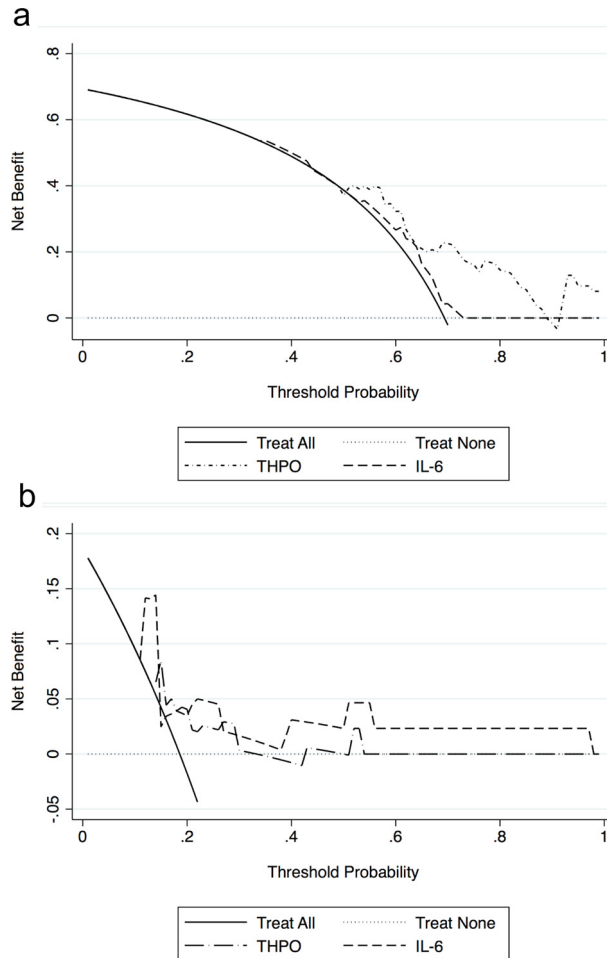 a
.8
.6
.4
.2
0
Net Benefit
0 .2 .4 .6 .8 1
Threshold Probability
Treat All Treat None
THPO IL-6
b
.2
.15
.1
.05
0
-.05
Net Benefit
0 .2 .4 .6 .8 1
Threshold Probability
Treat All Treat None
THPO IL-6